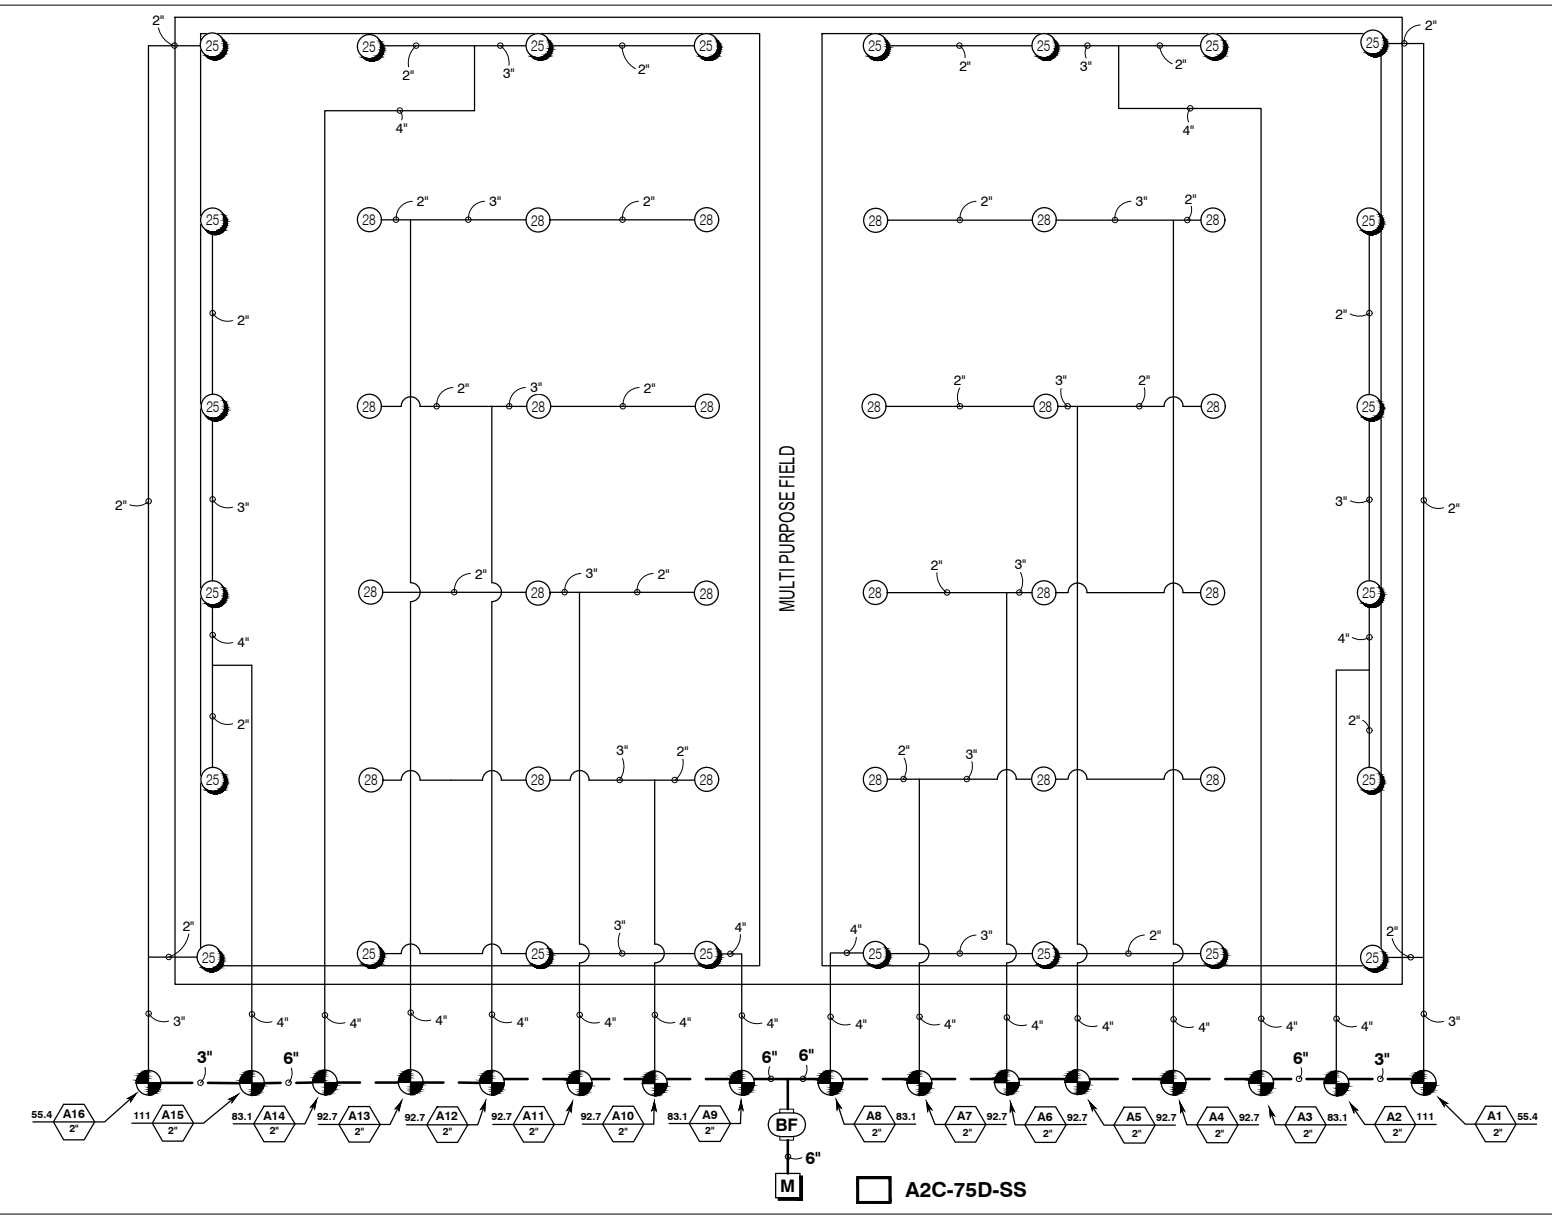 2" 2"
25 25 25 25 25 25 25 25
2" 3" 2" 2" 3" 2"
4" 4"
2" 3" 2" 2" 3" 2"
25 28 28 28 28 28 28 25
2" 2"
2" 3" 2" 2" 3" 2"
25 28 28 28 28 28 28 25
2" 3" 3" 2"
MULTI PURPOSE FIELD
2" 3" 2" 2" 3"
25 28 28 28 28 28 28 25
4" 4"
2" 2"
3" 2" 2" 3"
25 28 28 28 28 28 28 25
2" 3" 4" 4" 3" 2" 2"
25 25 25 25 25 25 25 25
3" 4" 4" 4" 4" 4" 4" 4" 4" 4" 4" 4" 4" 4" 4" 3"
3" 6" 6" 6" 6" 3"
55.4 A16 111 A15 83.1 A14 92.7 A13 92.7 A12 92.7 A11 92.7 A10 83.1 A9 A8 83.1 A7 92.7 A6 92.7 A5 92.7 A4 92.7 A3 83.1 A2 111 A1 55.4
2" 2" 2" 2" 2" 2" 2" 2" 2" 2" 2" 2" 2" 2" 2" 2"
BF
6"
M
A2C-75D-SS